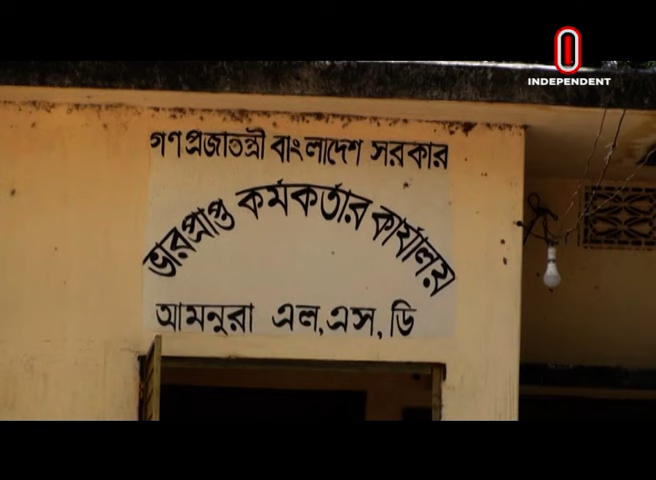 INDEPENDENT
গণপ্রজাতন্ত্রী বাংলাদেশ সরকার
ভারপ্রাপ্ত কর্মকর্তার কার্যালয়
আমনুরা এল,এস,ডি